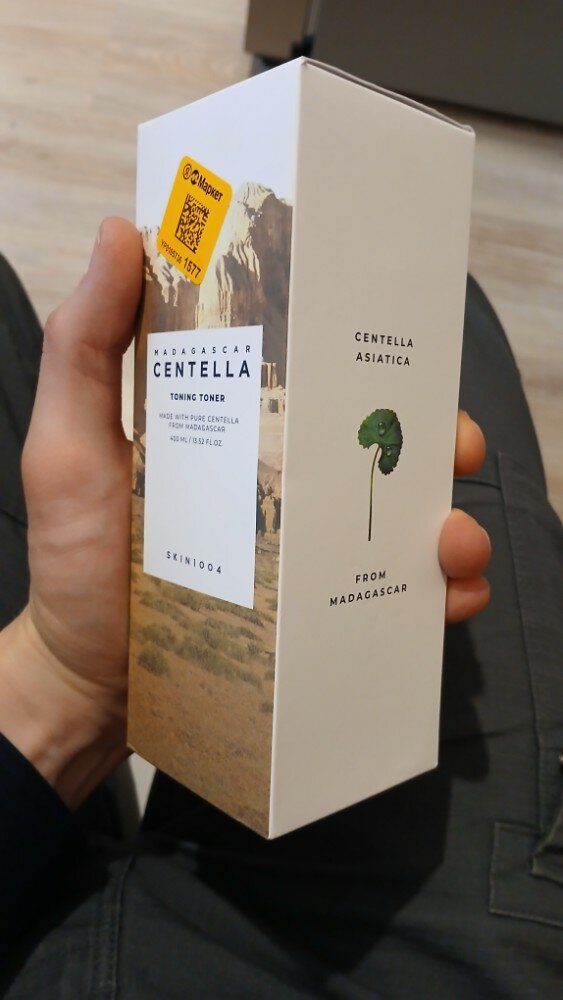 Маркет
1577
MADAGASCAR
CENTELLA
TONING TONER
MADE WITH PURE CENTELLA
FROM MADAGASCAR
400 ML / 13.52 FL.OZ.
SKIN1004
CENTELLA
ASIATICA
FROM
MADAGASCAR